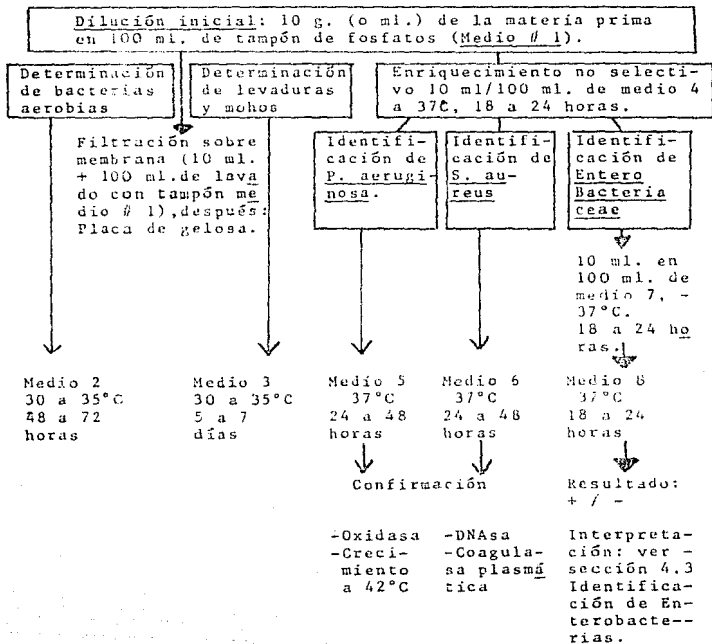 Dilución inicial: 10 g. (o ml.) de la materia prima
en 100 ml. de tampón de fosfatos (Medio # 1).
Determinación
de bacterias
aerobias
Determinación
de levaduras
y mohos
Enriquecimiento no selecti-
vo 10 ml/100 ml. de medio 4
a 37C, 18 a 24 horas.
Filtración sobre
membrana (10 ml.
+ 100 ml.de lava
do con tampón me
dio # 1),después:
Placa de gelosa.
Identifi-
cación de
P. aerugi-
nosa.
Identifi-
cación de
S. au-
reus
Identifi-
cación de
Entero
Bacteria
ceae
10 ml. en
100 ml. de
medio 7, -
37°C.
18 a 24 ho
ras.
Medio 2
30 a 35°C
48 a 72
horas
Medio 3
30 a 35°C
5 a 7
días
Medio 5
37°C
24 a 48
horas
Medio 6
37°C
24 a 48
horas
Medio 8
37°C
18 a 24
horas
Confirmación
Resultado:
+ / -
-Oxidasa
-Creci-
miento
a 42°C
-DNAsa
-Coagula-
sa plasmá
tica
Interpreta-
ción: ver -
sección 4.3
Identifica-
ción de En-
terobacte--
rias.